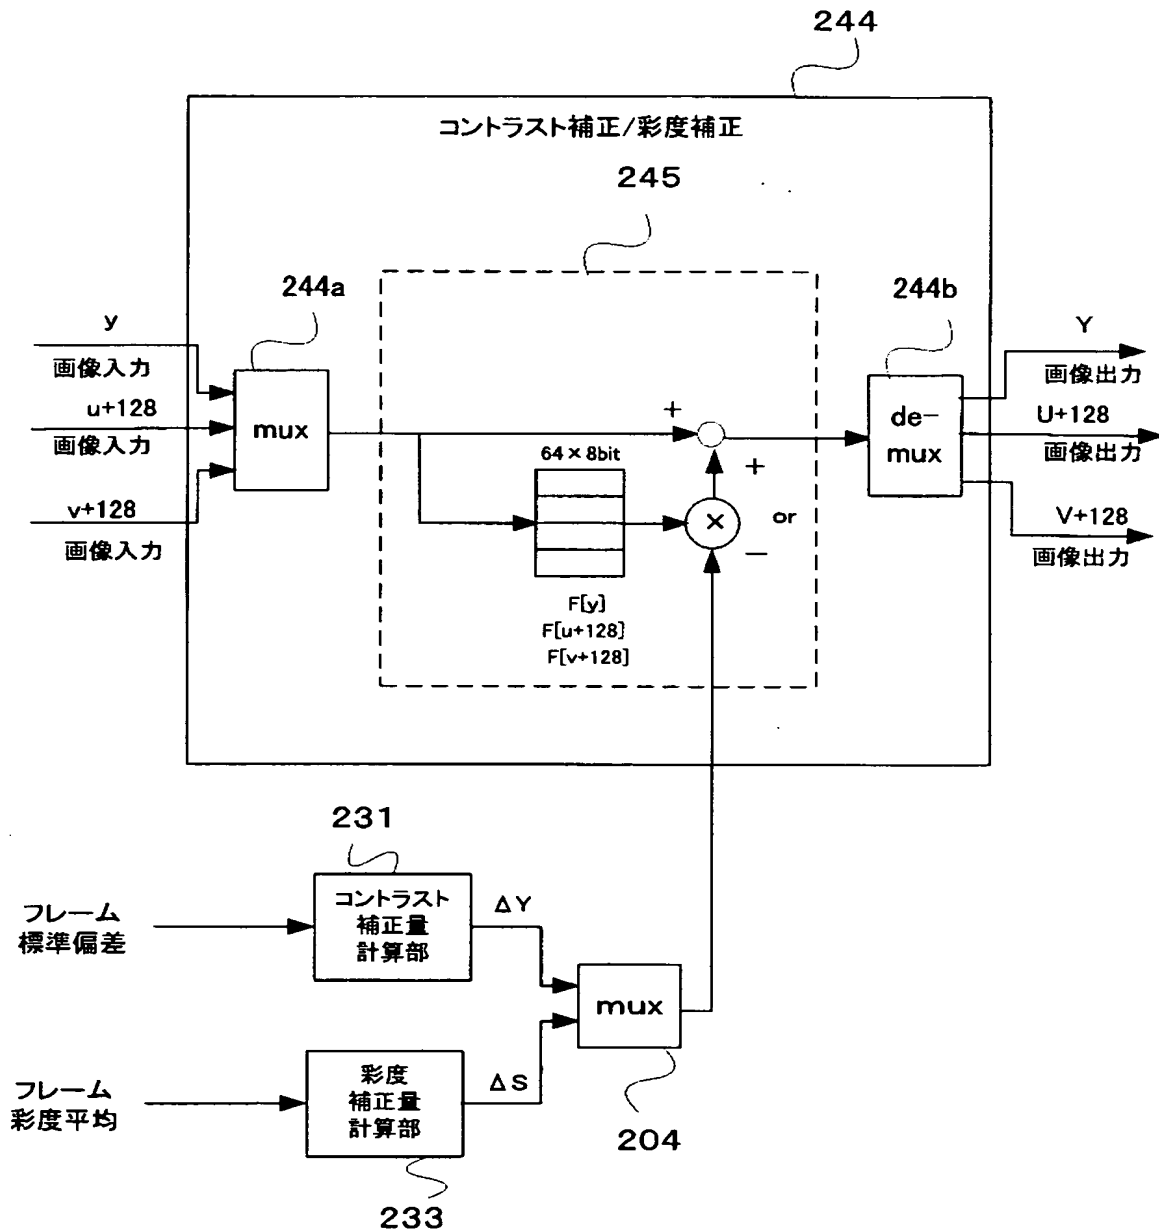 244
コントラスト補正/彩度補正
245
244a
244b
y
画像入力
u+128
画像入力
v+128
画像入力
mux
64×8bit
+
+
or
−
×
F[y]
F[u+128]
F[v+128]
de-
mux
Y
画像出力
U+128
画像出力
V+128
画像出力
231
フレーム
標準偏差
コントラスト
補正量
計算部
ΔY
mux
204
フレーム
彩度平均
彩度
補正量
計算部
ΔS
233